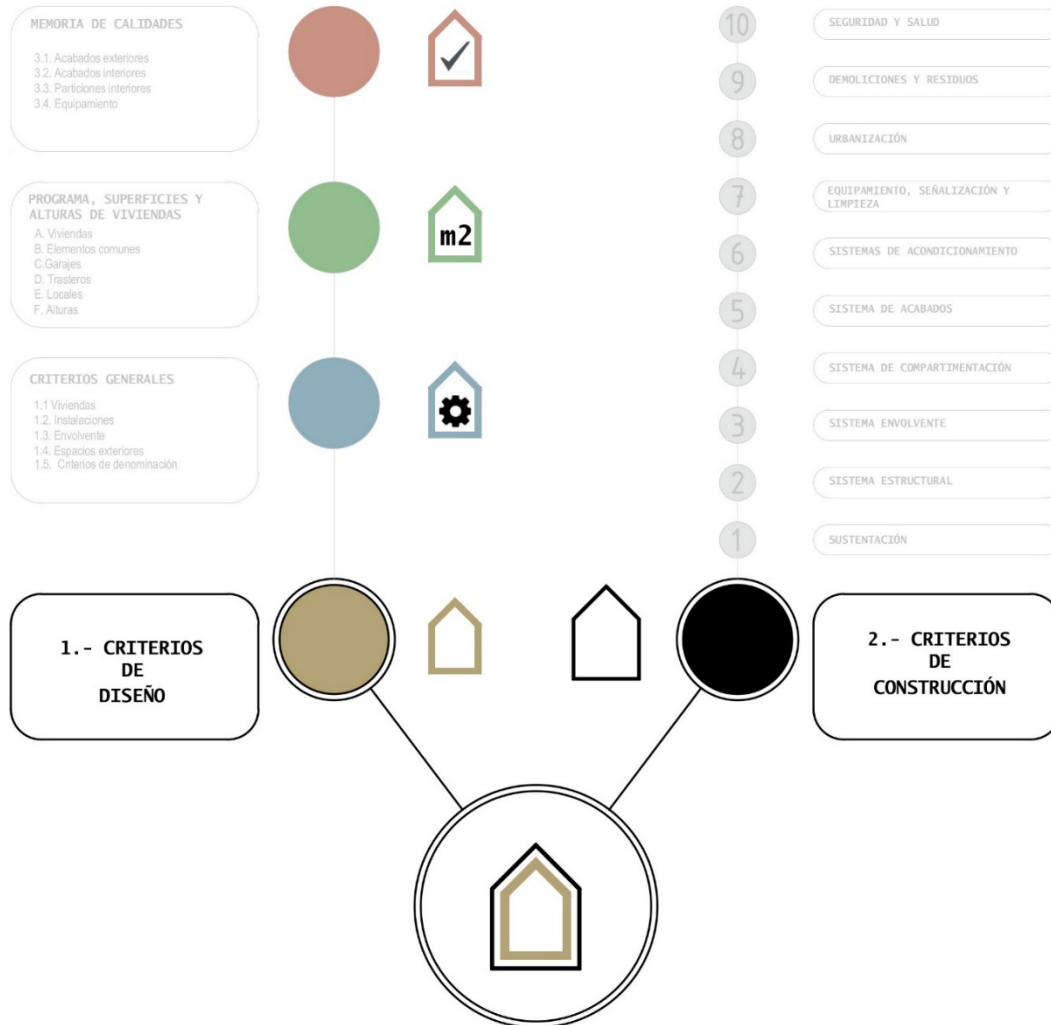 MEMORIA DE CALIDADES
3.1. Acabados exteriores
3.2. Acabados interiores
3.3. Particiones interiores
3.4. Equipamiento
PROGRAMA, SUPERFICIES Y
ALTURAS DE VIVIENDAS
A. Viviendas
B. Elementos comunes
C.Garajes
D. Trasteros
E. Locales
F. Alturas
m2
CRITERIOS GENERALES
1.1 Viviendas
1.2. Instalaciones
1.3. Envolvente
1.4. Espacios exteriores
1.5. Criterios de denominación
1.- CRITERIOS
DE
DISEÑO
10 SEGURIDAD Y SALUD
9 DEMOLICIONES Y RESIDUOS
8 URBANIZACIÓN
7 EQUIPAMIENTO, SEÑALIZACIÓN Y
LIMPIEZA
6 SISTEMAS DE ACONDICIONAMIENTO
5 SISTEMA DE ACABADOS
4 SISTEMA DE COMPARTIMENTACIÓN
3 SISTEMA ENVOLVENTE
2 SISTEMA ESTRUCTURAL
1 SUSTENTACIÓN
2.- CRITERIOS
DE
CONSTRUCCIÓN